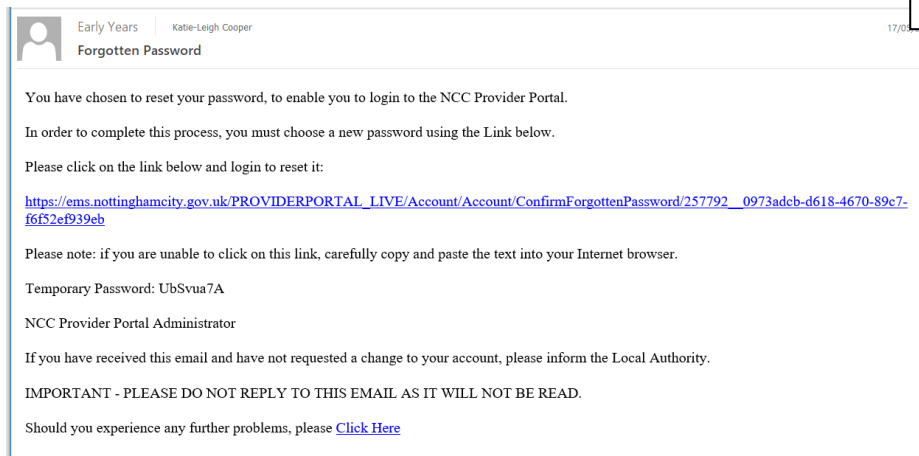 Early Years Katie-Leigh Cooper 17/05/
Forgotten Password
You have chosen to reset your password, to enable you to login to the NCC Provider Portal.
In order to complete this process, you must choose a new password using the Link below.
Please click on the link below and login to reset it:
https://ems.nottinghamcity.gov.uk/PROVIDERPORTAL_LIVE/Account/Account/ConfirmForgottenPassword/257792__0973adcb-d618-4670-89c7-
f6f52ef939eb
Please note: if you are unable to click on this link, carefully copy and paste the text into your Internet browser.
Temporary Password: UbSvua7A
NCC Provider Portal Administrator
If you have received this email and have not requested a change to your account, please inform the Local Authority.
IMPORTANT - PLEASE DO NOT REPLY TO THIS EMAIL AS IT WILL NOT BE READ.
Should you experience any further problems, please Click Here